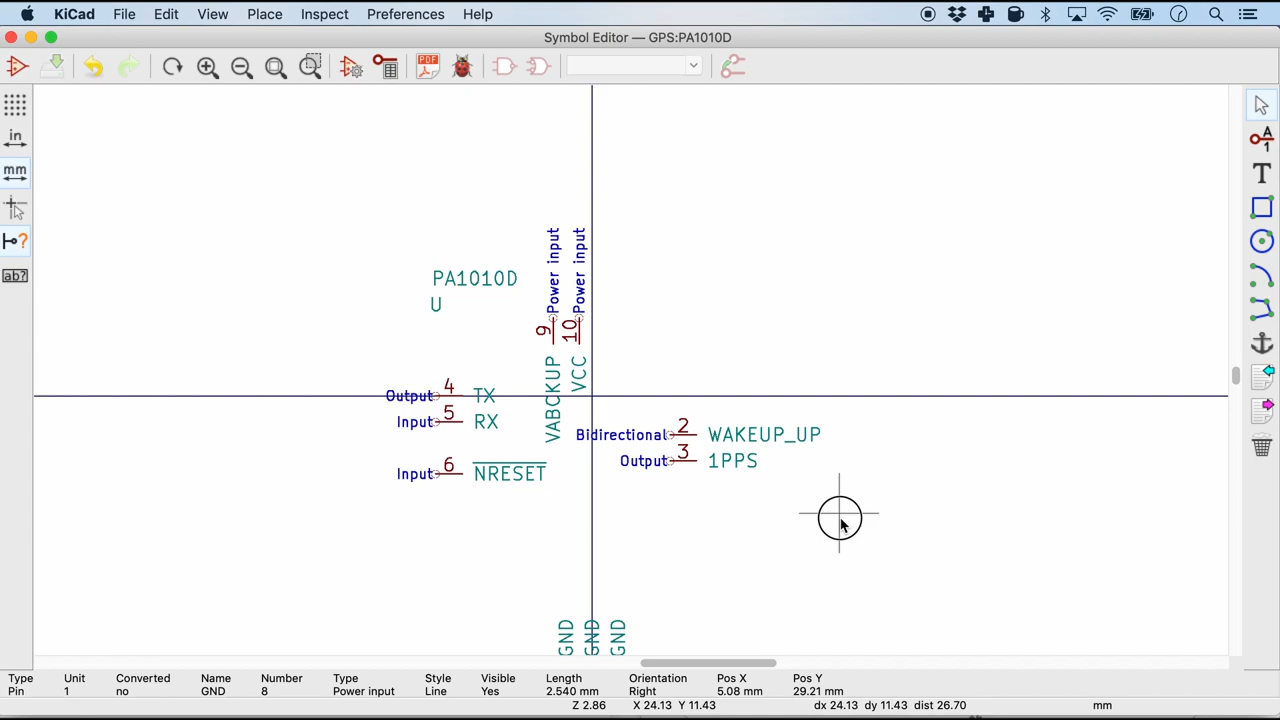 KiCad File Edit View Place Inspect Preferences Help
Symbol Editor — GPS:PA1010D
PDF
in
mm
ab?
A
1
T
Power input
Power input
PA1010D
U
9
10
VABCKUP
VCC
Output 4 TX
Input 5 RX
Bidirectional 2 WAKEUP_UP
Output 3 1PPS
Input 6 NRESET
GND
GND
GND
Type Unit Converted Name Number Type Style Visible Length Orientation Pos X Pos Y
Pin 1 no GND 8 Power input Line Yes 2.540 mm Right 5.08 mm 29.21 mm
Z 2.86 X 24.13 Y 11.43 dx 24.13 dy 11.43 dist 26.70 mm